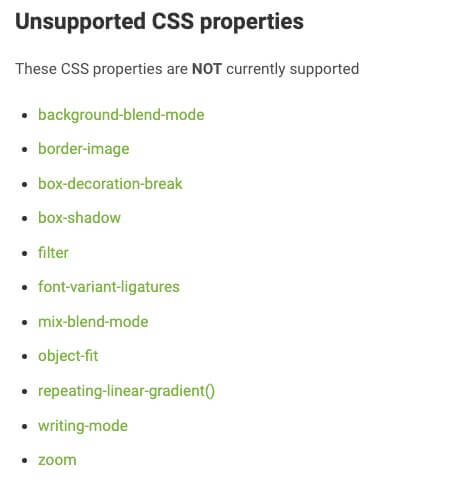 Unsupported CSS properties
These CSS properties are NOT currently supported
background-blend-mode
border-image
box-decoration-break
box-shadow
filter
font-variant-ligatures
mix-blend-mode
object-fit
repeating-linear-gradient()
writing-mode
zoom